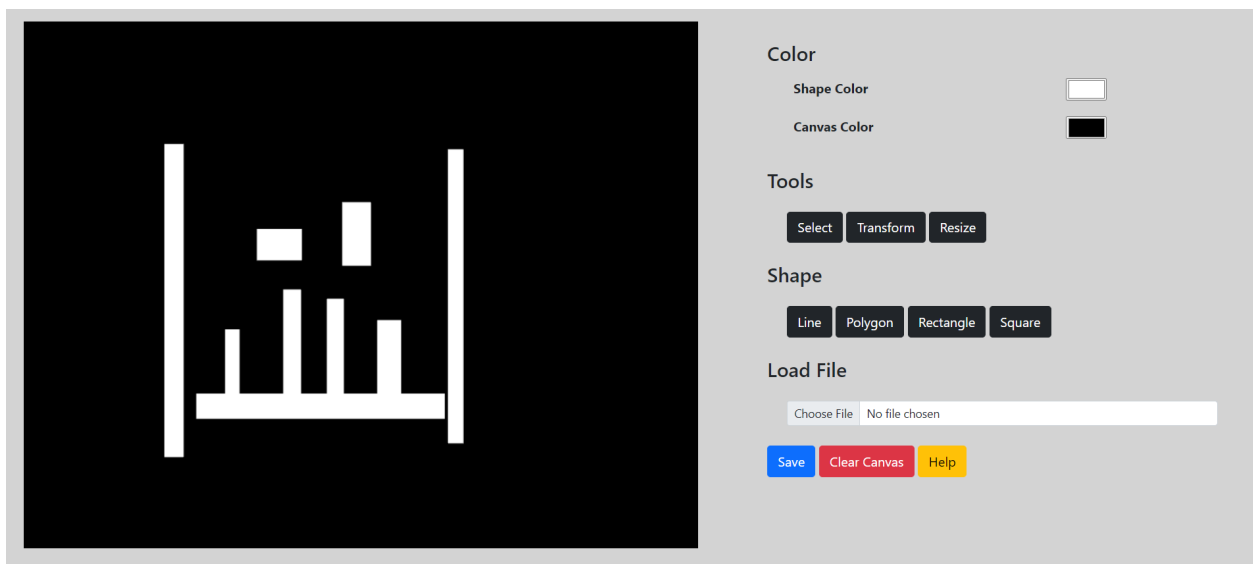 Color
Shape Color
Canvas Color
Tools
Select Transform Resize
Shape
Line Polygon Rectangle Square
Load File
Choose File No file chosen
Save Clear Canvas Help